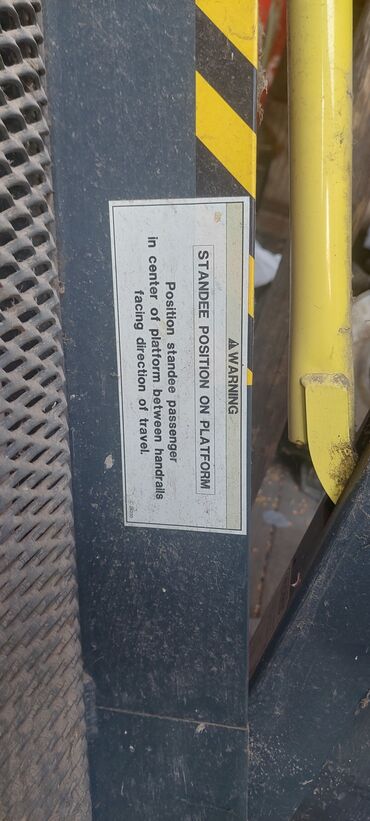 ⚠WARNING
STANDEE POSITION ON PLATFORM
Position standee passenger
in center of platform between handrails
facing direction of travel.